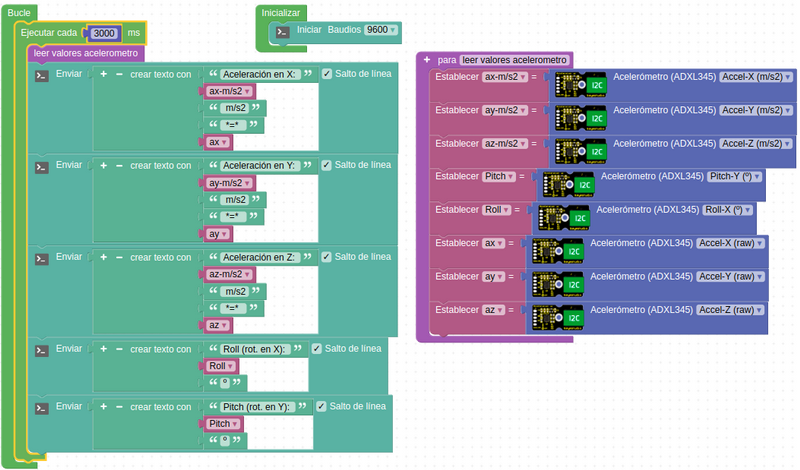 Bucle
Ejecutar cada 3000 ms
leer valores acelerometro
Enviar + − crear texto con “ Aceleración en X: ” Salto de línea
ax-m/s2
“ m/s2 ”
“ *=* ”
ax
Enviar + − crear texto con “ Aceleración en Y: ” Salto de línea
ay-m/s2
“ m/s2 ”
“ *=* ”
ay
Enviar + − crear texto con “ Aceleración en Z: ” Salto de línea
az-m/s2
“ m/s2 ”
“ *=* ”
az
Enviar + − crear texto con “ Roll (rot. en X): ” Salto de línea
Roll
“ º ”
Enviar + − crear texto con “ Pitch (rot. en Y): ” Salto de línea
Pitch
“ º ”
Inicializar
Iniciar Baudios 9600
+ para leer valores acelerometro
Establecer ax-m/s2 = I2C Acelerómetro (ADXL345) Accel-X (m/s2)
Establecer ay-m/s2 = I2C Acelerómetro (ADXL345) Accel-Y (m/s2)
Establecer az-m/s2 = I2C Acelerómetro (ADXL345) Accel-Z (m/s2)
Establecer Pitch = I2C Acelerómetro (ADXL345) Pitch-Y (º)
Establecer Roll = I2C Acelerómetro (ADXL345) Roll-X (º)
Establecer ax = I2C Acelerómetro (ADXL345) Accel-X (raw)
Establecer ay = I2C Acelerómetro (ADXL345) Accel-Y (raw)
Establecer az = I2C Acelerómetro (ADXL345) Accel-Z (raw)